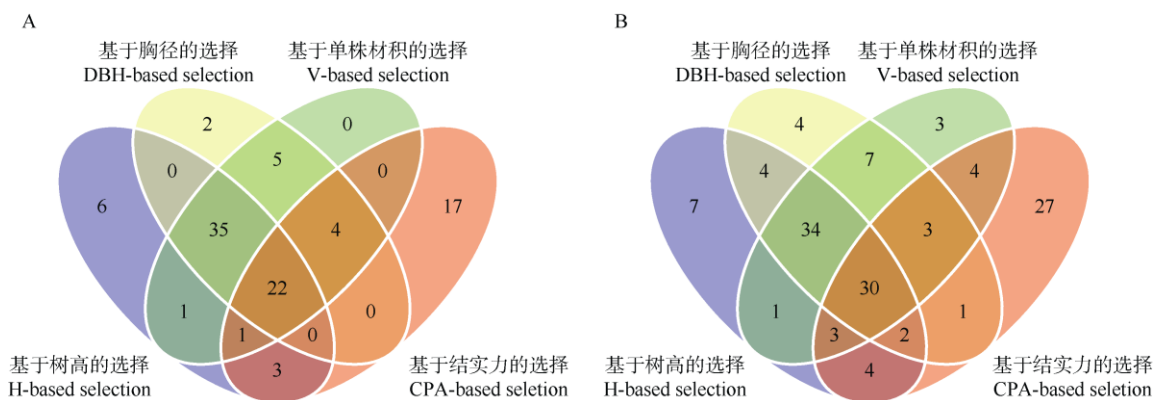 A
基于胸径的选择
DBH-based selection
基于单株材积的选择
V-based selection
2
0
0
5
0
6
17
35
4
22
1
0
1
0
3
基于树高的选择
H-based selection
基于结实力的选择
CPA-based seletion
B
基于胸径的选择
DBH-based selection
基于单株材积的选择
V-based selection
4
3
4
7
4
7
27
34
3
30
1
1
3
2
4
基于树高的选择
H-based selection
基于结实力的选择
CPA-based seletion